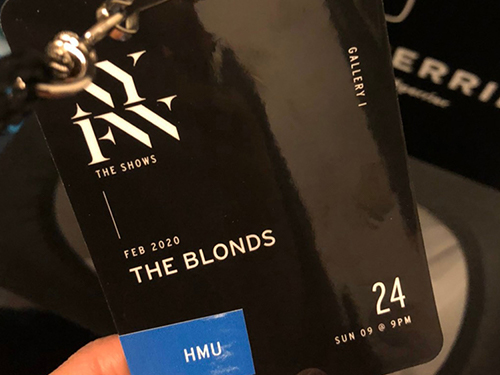 NY
FW
THE SHOWS
GALLERY I
FEB 2020
THE BLONDS
24
SUN 09 @ 9PM
HMU